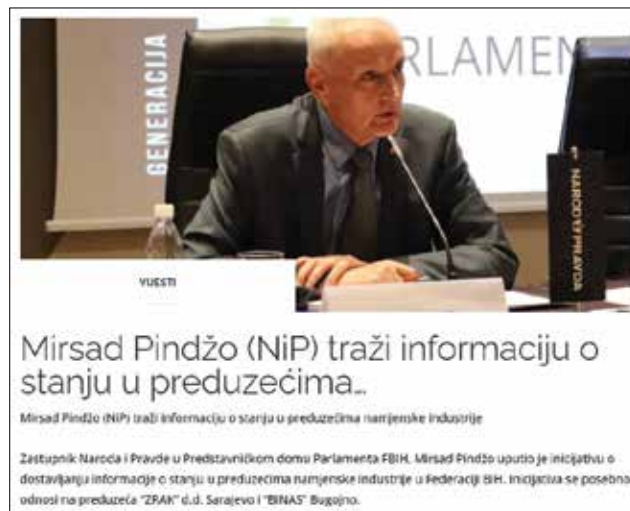 GENERACIJA
RLAMEN
NAROD I PRAVDA
VIJESTI
Mirsad Pindžo (NiP) traži informaciju o
stanju u preduzećima...
Mirsad Pindžo (NiP) traži informaciju o stanju u preduzećima namjenske industrije
Zastupnik Naroda i Pravde u Predstavničkom domu Parlamenta FBIH, Mirsad Pindžo uputio je inicijativu o
dostavljanju informacije o stanju u preduzećima namjenske industrije u Federaciji BiH. Inicijativa se posebno
odnosi na preduzeća "ZRAK" d.d. Sarajevo i "BINAS" Bugojno.